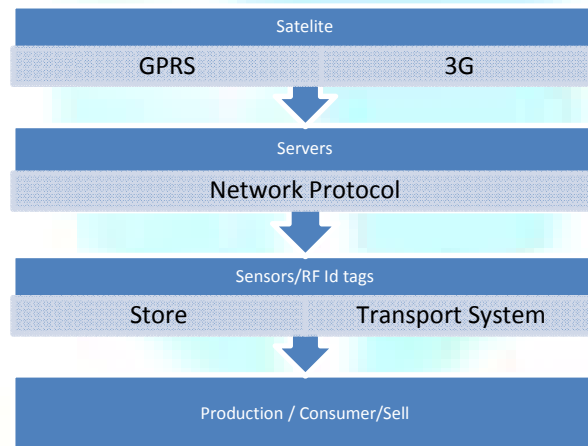 Satelite
GPRS 3G
Servers
Network Protocol
Sensors/RF Id tags
Store Transport System
Production / Consumer/Sell